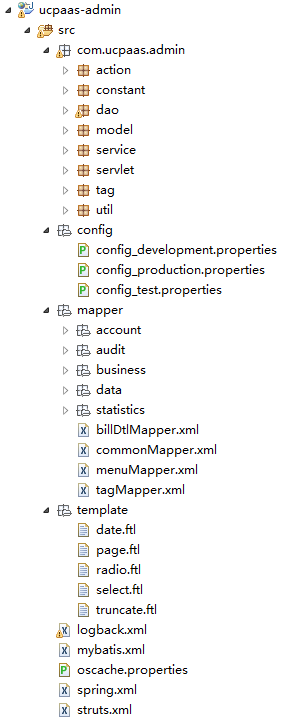 ucpaas-admin
src
com.ucpaas.admin
action
constant
dao
model
service
servlet
tag
util
config
config_development.properties
config_production.properties
config_test.properties
mapper
account
audit
business
data
statistics
billDtlMapper.xml
commonMapper.xml
menuMapper.xml
tagMapper.xml
template
date.ftl
page.ftl
radio.ftl
select.ftl
truncate.ftl
logback.xml
mybatis.xml
oscache.properties
spring.xml
struts.xml